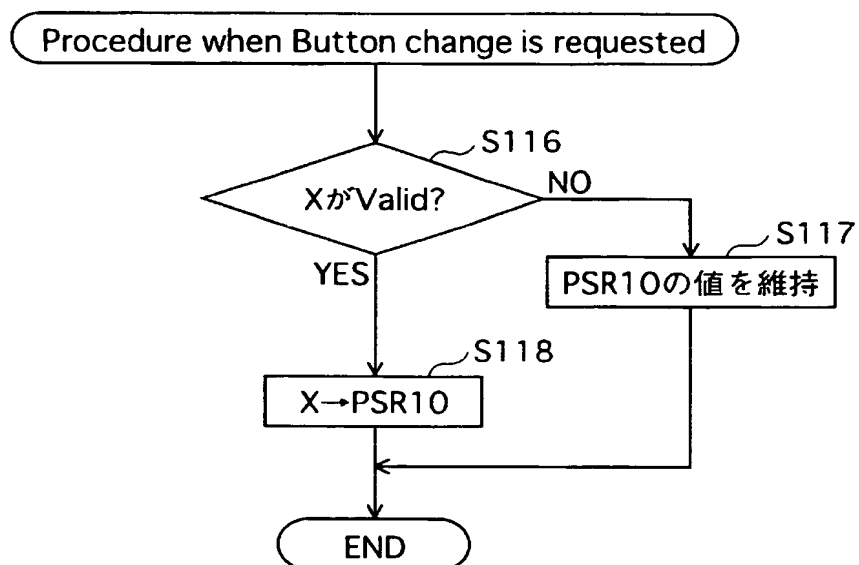 Procedure when Button change is requested
S116
XがValid?
NO
S117
YES
PSR10の値を維持
S118
X→PSR10
END